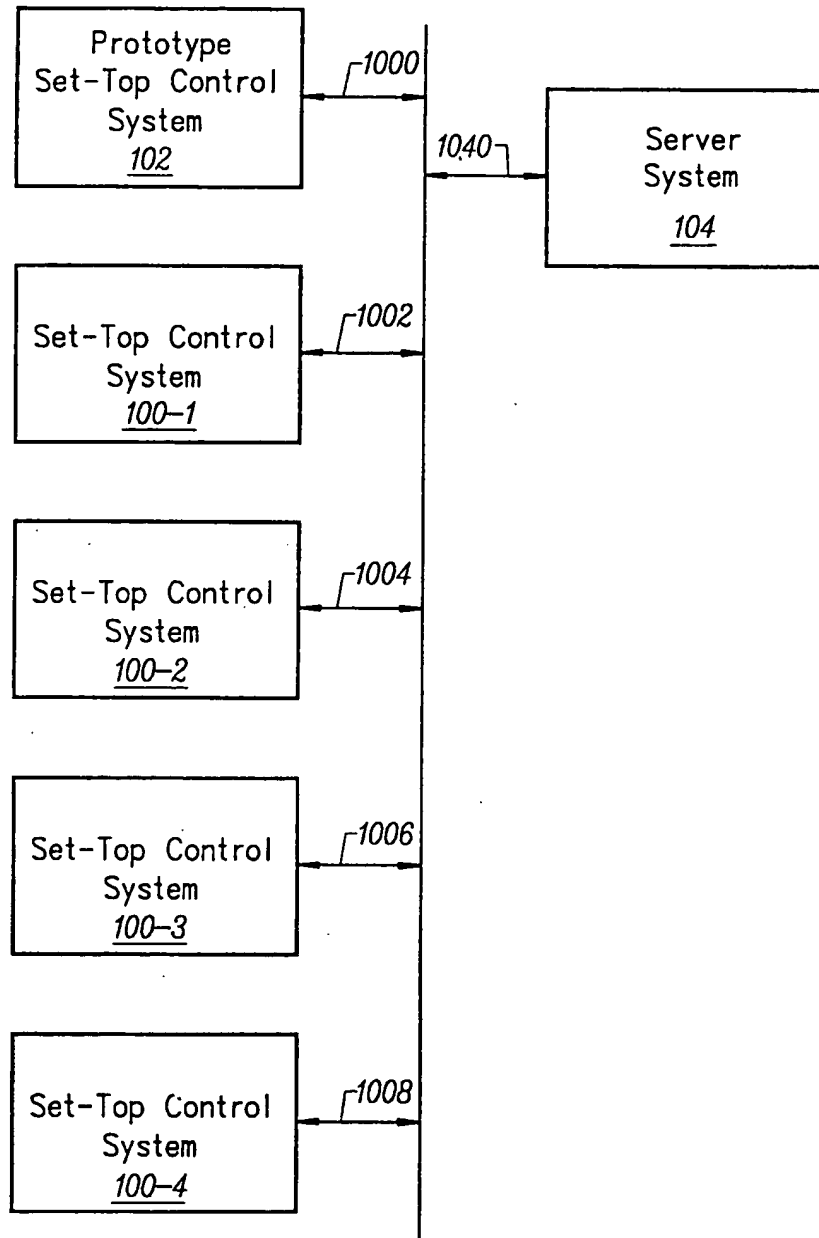 Prototype
Set-Top Control
System
102
1000
Server
System
104
1040
Set-Top Control
System
100-1
1002
Set-Top Control
System
100-2
1004
Set-Top Control
System
100-3
1006
Set-Top Control
System
100-4
1008